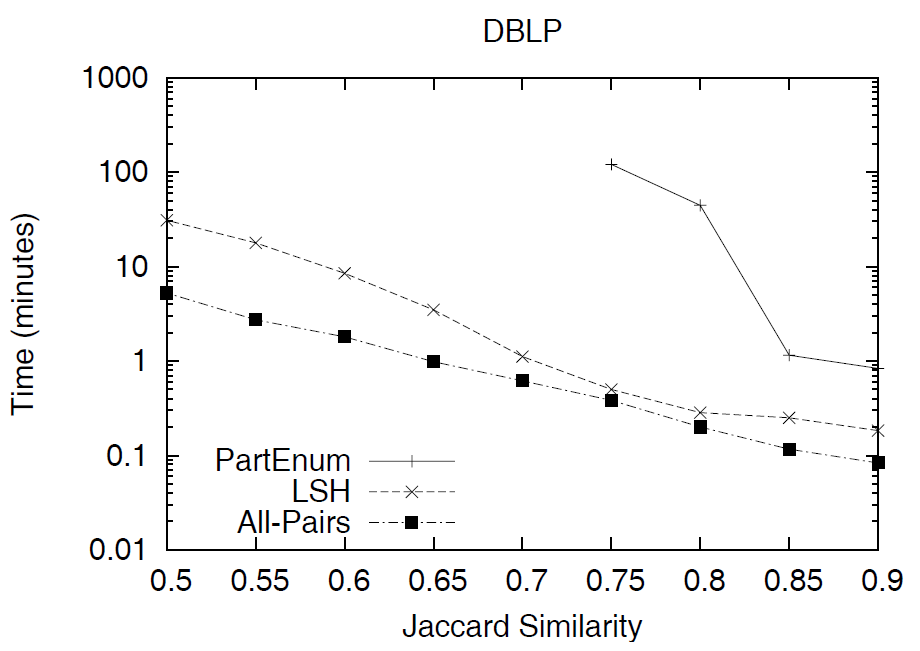 DBLP
1000
100
10
1
0.1
0.01
Time (minutes)
PartEnum
LSH
All-Pairs
0.5 0.55 0.6 0.65 0.7 0.75 0.8 0.85 0.9
Jaccard Similarity